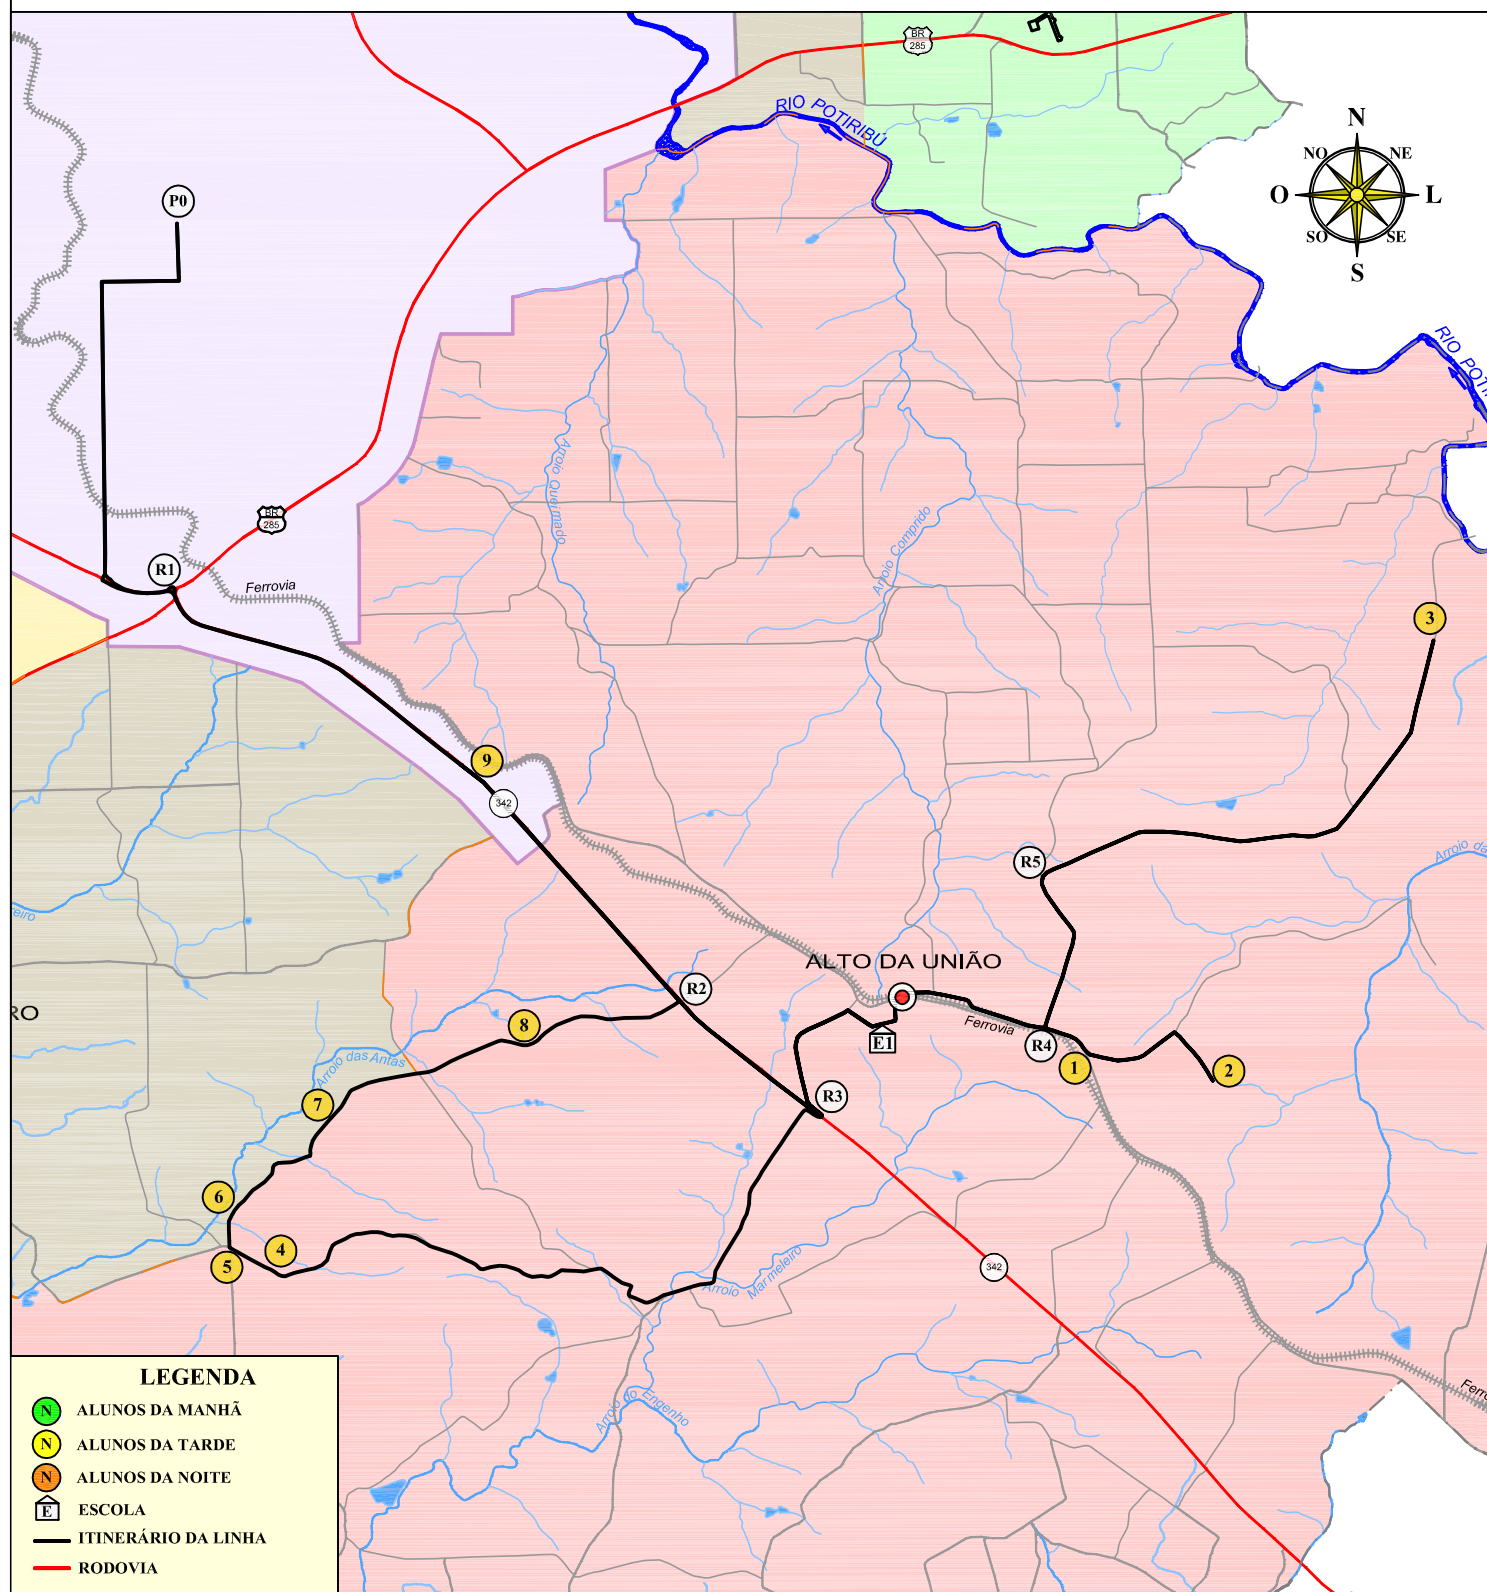 BR
285
RIO POTIRIBÚ
N
NO
NE
O
L
SO
SE
S
P0
RIO POTI
Arroio Queimado
Arroio Comprido
BR
285
R1
Ferrovia
3
9
342
R5
Arroio da
eiro
ALTO DA UNIÃO
R2
RO
8
Ferrovia
E1
R4
1
2
Arroio das Antas
7
R3
6
4
5
Arroio Marmeleiro
342
Arroio do Engenho
Ferro
LEGENDA
N ALUNOS DA MANHÃ
N ALUNOS DA TARDE
N ALUNOS DA NOITE
E ESCOLA
ITINERÁRIO DA LINHA
RODOVIA